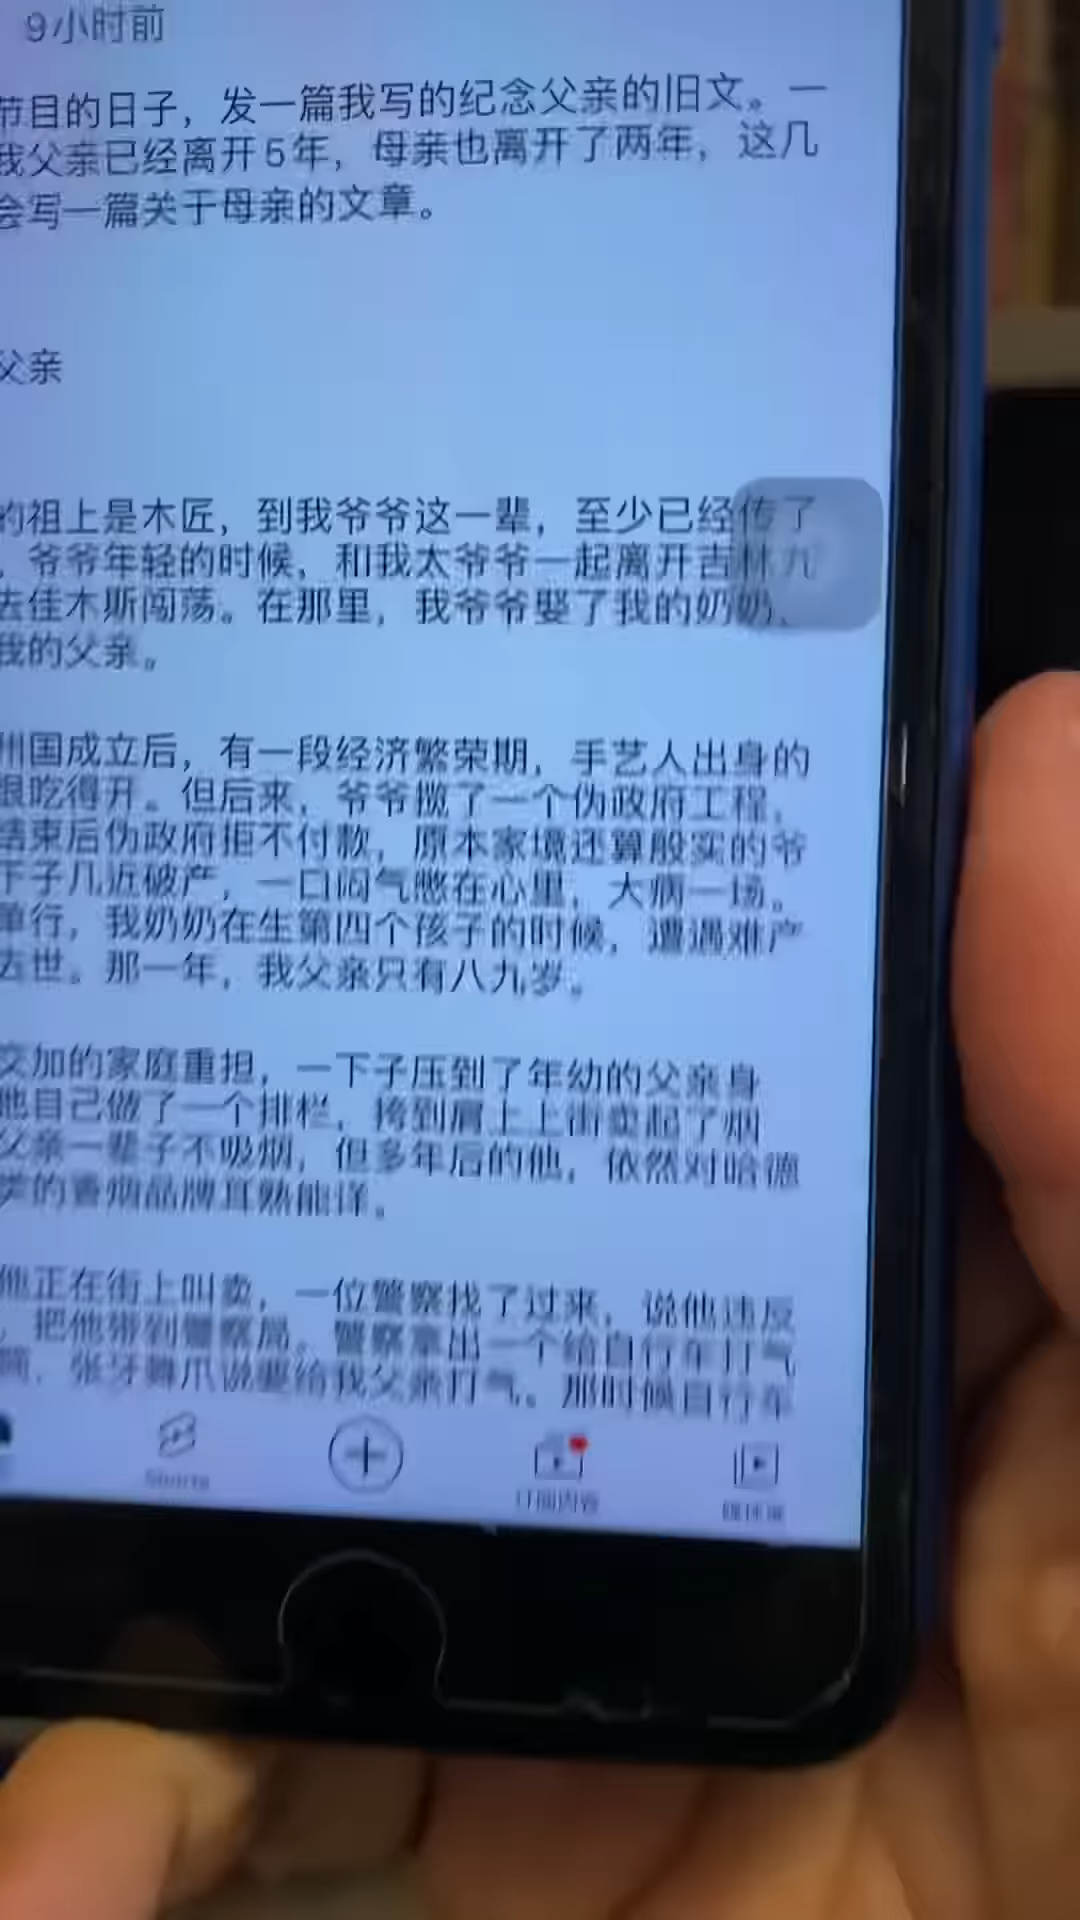 9小时前
节目的日子，发一篇我写的纪念父亲的旧文。一
我父亲已经离开5年，母亲也离开了两年，这几
会写一篇关于母亲的文章。
父亲
的祖上是木匠，到我爷爷这一辈，至少已经传了
，爷爷年轻的时候，和我太爷爷一起离开吉林九
去佳木斯闯荡。在那里，我爷爷娶了我的奶奶，
我的父亲。
州国成立后，有一段经济繁荣期，手艺人出身的
很吃得开。但后来，爷爷揽了一个伪政府工程，
结束后伪政府拒不付款，原本家境还算殷实的爷
下子几近破产，一口闷气憋在心里，大病一场。
单行，我奶奶在生第四个孩子的时候，遭遇难产
去世。那一年，我父亲只有八九岁。
交加的家庭重担，一下子压到了年幼的父亲身
他自己做了一个排栏，挎到肩上上街卖起了烟
父亲一辈子不吸烟，但多年后的他，依然对哈德
类的香烟品牌耳熟能详。
他正在街上叫卖，一位警察找了过来，说他违反
，把他带到警察局。警察拿出一个给自行车打气
筒，张牙舞爪说要给我父亲打气。那时候自行车
Shorts
订阅内容
媒体库